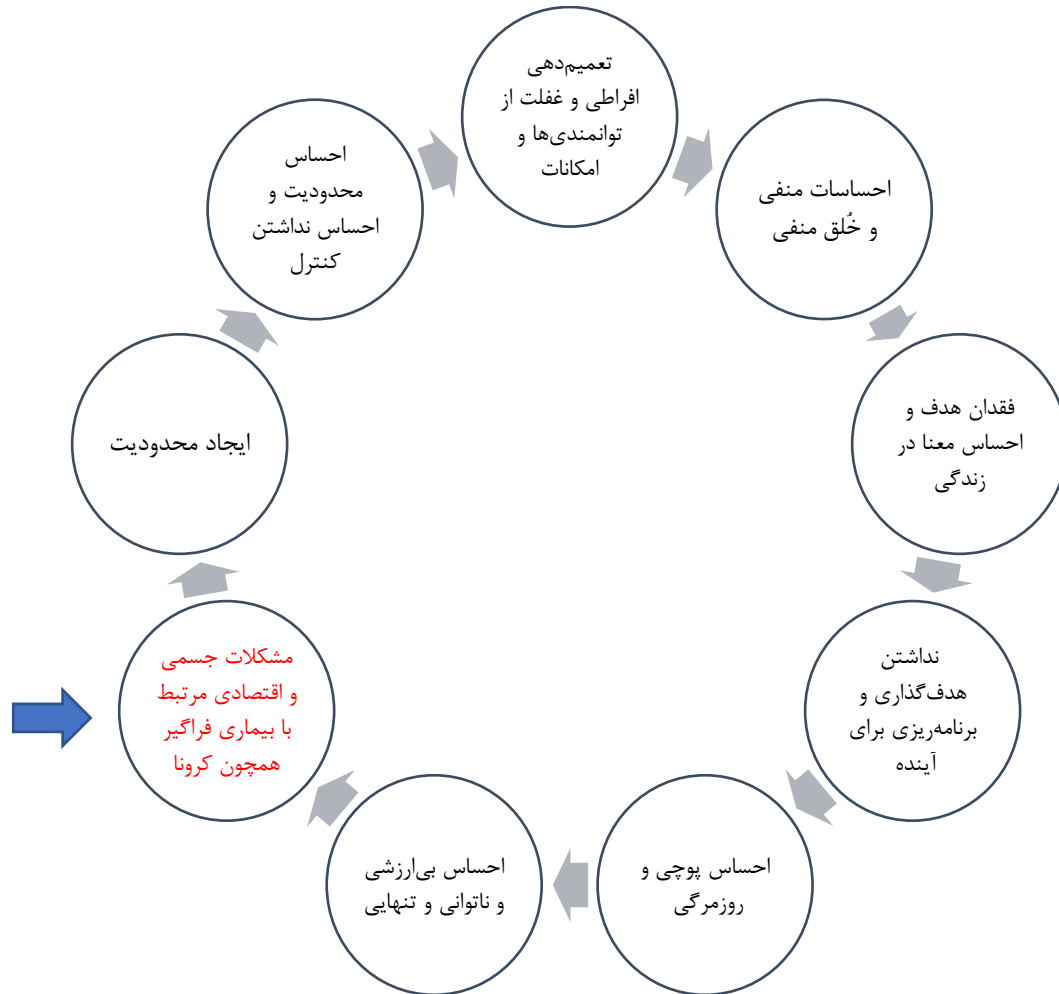 تعمیم‌دهی
افراطی و غفلت از
توانمندی‌ها و
امکانات
احساسات منفی
و خُلق منفی
فقدان هدف و
احساس معنا در
زندگی
نداشتن
هدف‌گذاری و
برنامه‌ریزی برای
آینده
احساس پوچی و
روزمرگی
احساس بی‌ارزشی
و ناتوانی و تنهایی
مشکلات جسمی
و اقتصادی مرتبط
با بیماری فراگیر
همچون کرونا
ایجاد محدودیت
احساس
محدودیت و
احساس نداشتن
کنترل